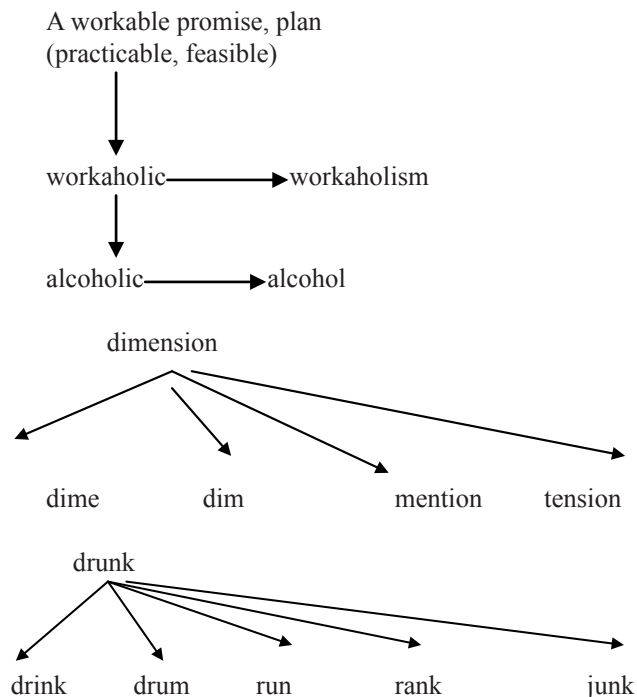 A workable promise, plan
(practicable, feasible)
workaholic workaholism
alcoholic alcohol
dimension
dime dim mention tension
drunk
drink drum run rank junk